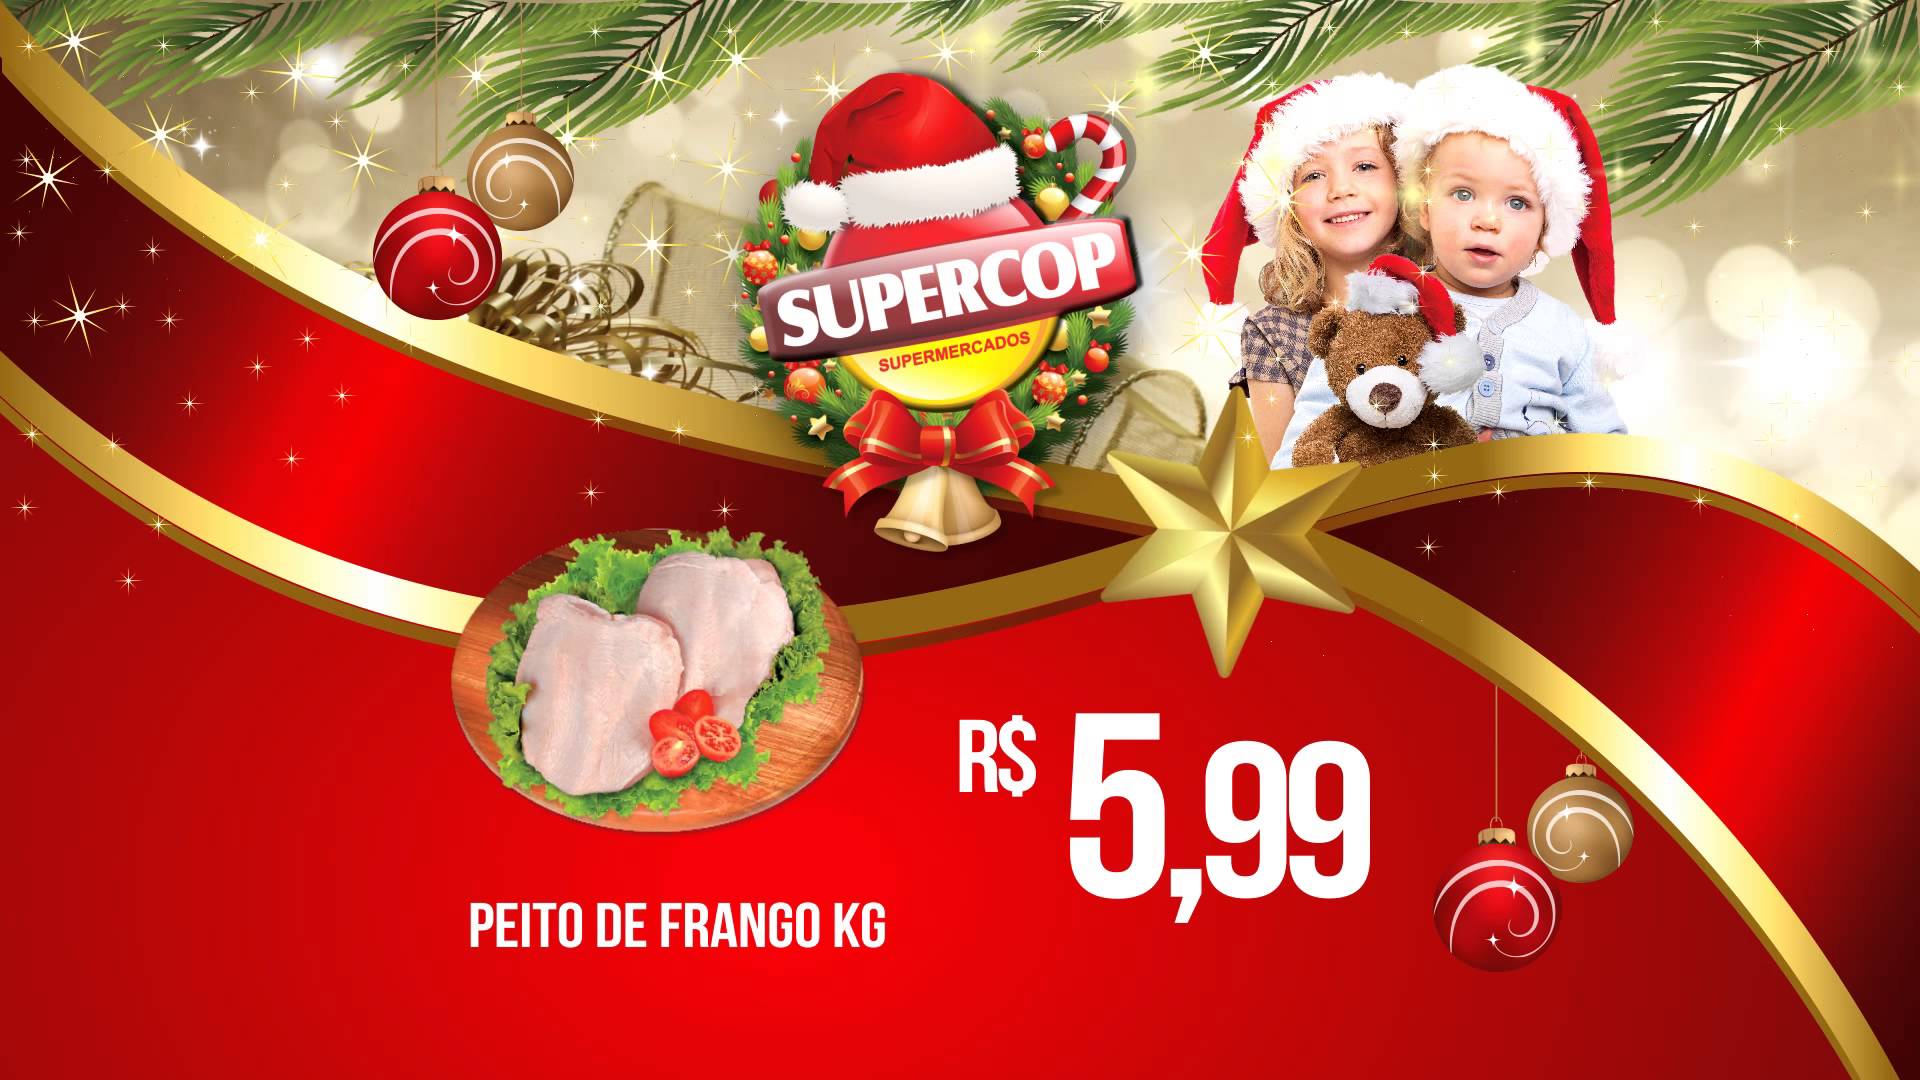 SUPERCOP
SUPERMERCADOS
R$ 5,99
PEITO DE FRANGO KG